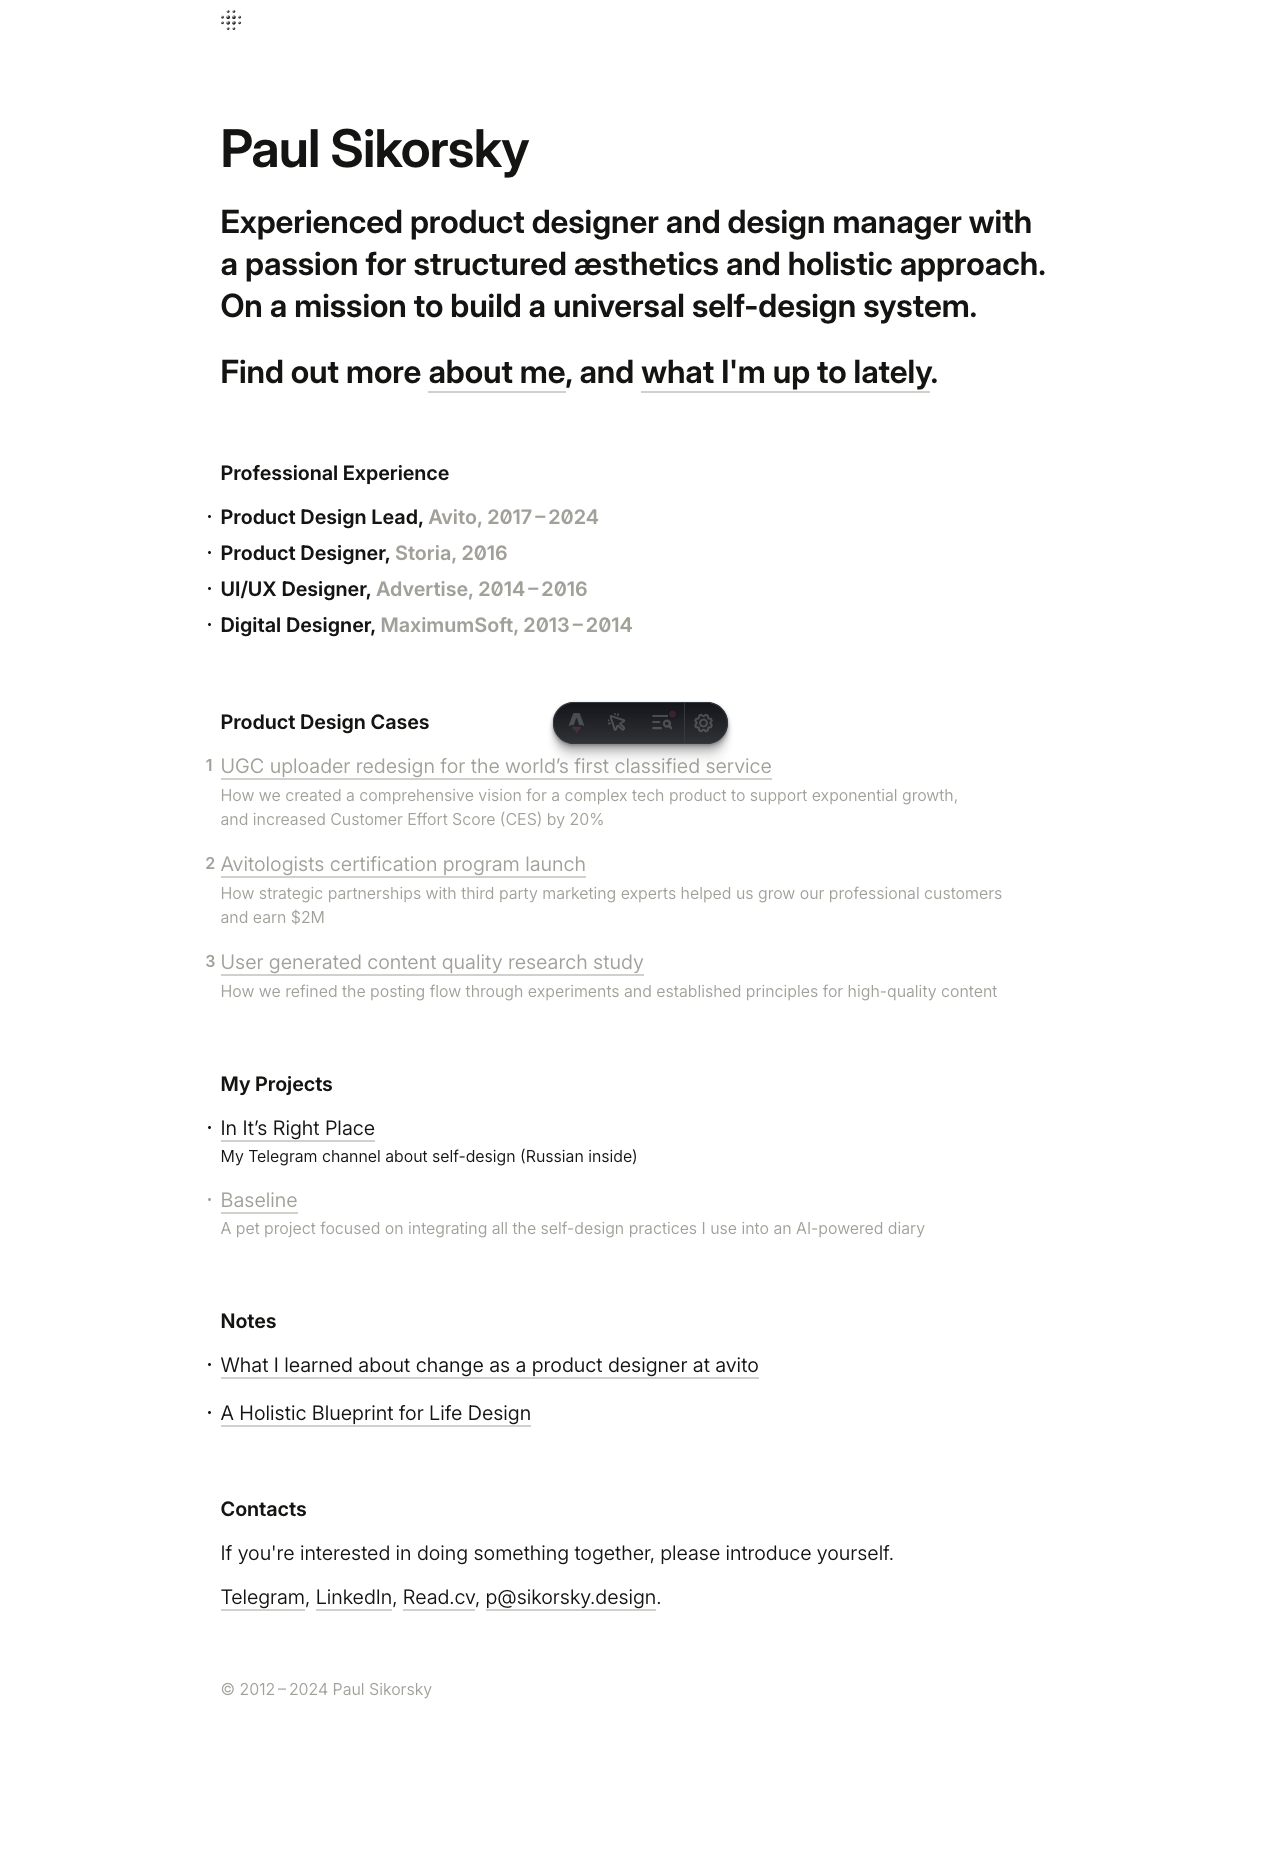 Paul Sikorsky
Experienced product designer and design manager with
a passion for structured æsthetics and holistic approach.
On a mission to build a universal self-design system.
Find out more about me, and what I'm up to lately.
Professional Experience
· Product Design Lead, Avito, 2017–2024
· Product Designer, Storia, 2016
· UI/UX Designer, Advertise, 2014–2016
· Digital Designer, MaximumSoft, 2013–2014
Product Design Cases
1 UGC uploader redesign for the world’s first classified service
How we created a comprehensive vision for a complex tech product to support exponential growth,
and increased Customer Effort Score (CES) by 20%
2 Avitologists certification program launch
How strategic partnerships with third party marketing experts helped us grow our professional customers
and earn $2M
3 User generated content quality research study
How we refined the posting flow through experiments and established principles for high-quality content
My Projects
· In It’s Right Place
My Telegram channel about self-design (Russian inside)
· Baseline
A pet project focused on integrating all the self-design practices I use into an AI-powered diary
Notes
· What I learned about change as a product designer at avito
· A Holistic Blueprint for Life Design
Contacts
If you're interested in doing something together, please introduce yourself.
Telegram, LinkedIn, Read.cv, p@sikorsky.design.
© 2012–2024 Paul Sikorsky